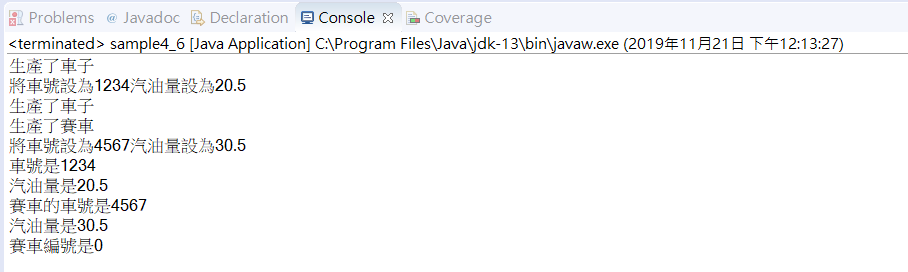 Problems @ Javadoc Declaration Console Coverage
<terminated> sample4_6 [Java Application] C:\Program Files\Java\jdk-13\bin\javaw.exe (2019年11月21日 下午12:13:27)
生產了車子
將車號設為1234汽油量設為20.5
生產了車子
生產了賽車
將車號設為4567汽油量設為30.5
車號是1234
汽油量是20.5
賽車的車號是4567
汽油量是30.5
賽車編號是0